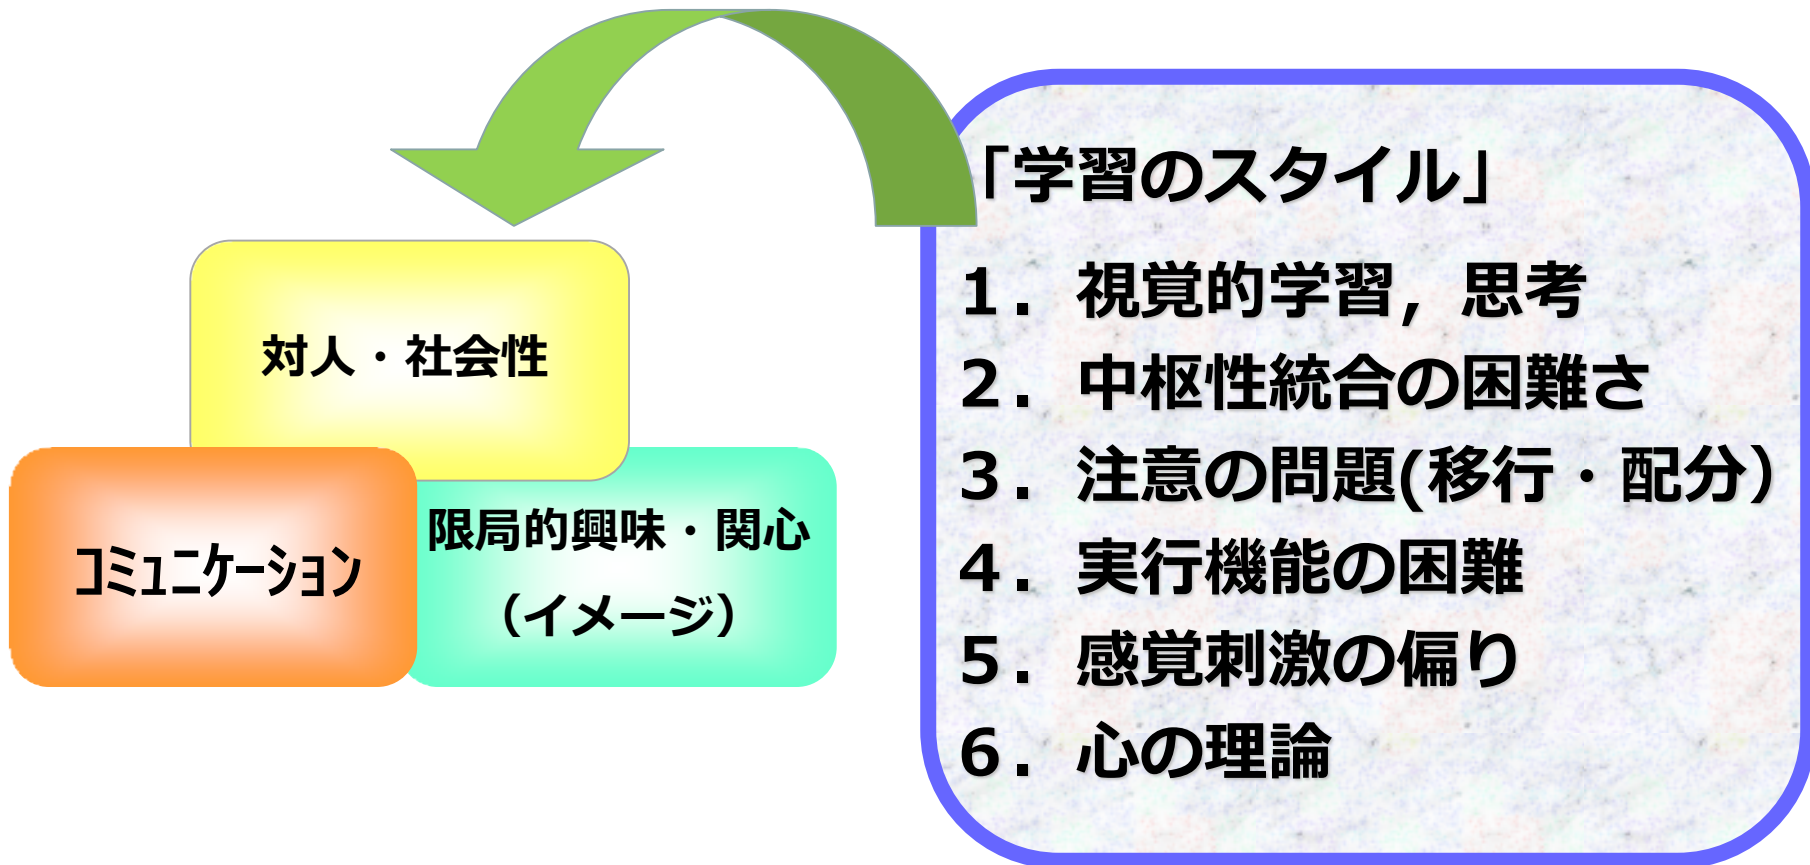 対人・社会性
コミュニケーション
限局的興味・関心
（イメージ）
「学習のスタイル」
１．視覚的学習，思考
２．中枢性統合の困難さ
３．注意の問題(移行・配分）
４．実行機能の困難
５．感覚刺激の偏り
６．心の理論